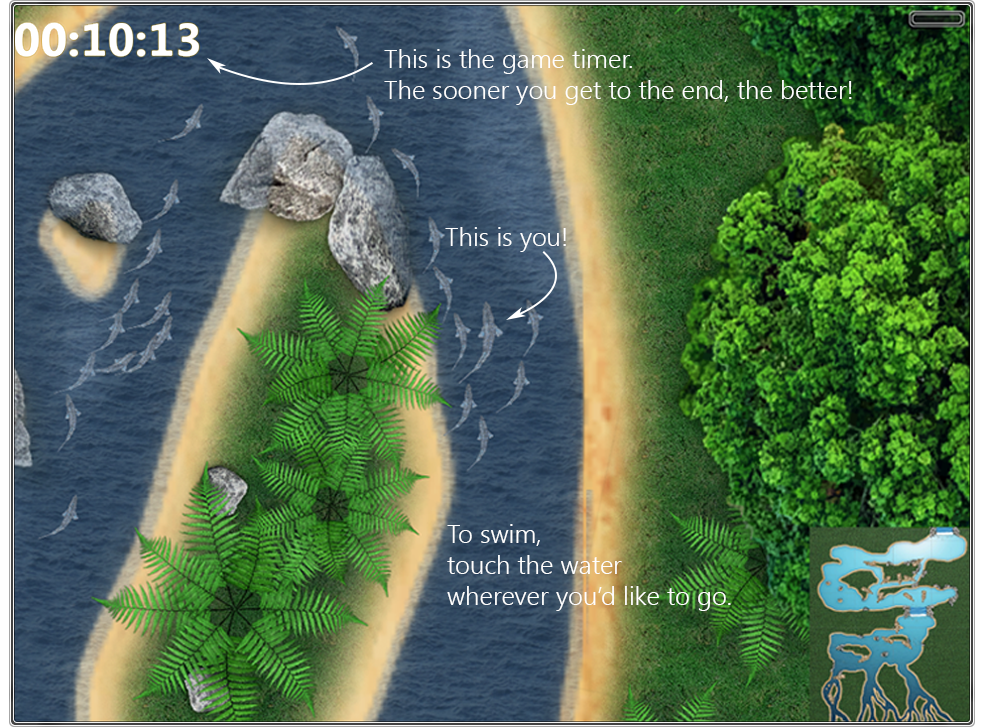 00:10:13
This is the game timer.
The sooner you get to the end, the better!
This is you!
To swim,
touch the water
wherever you'd like to go.